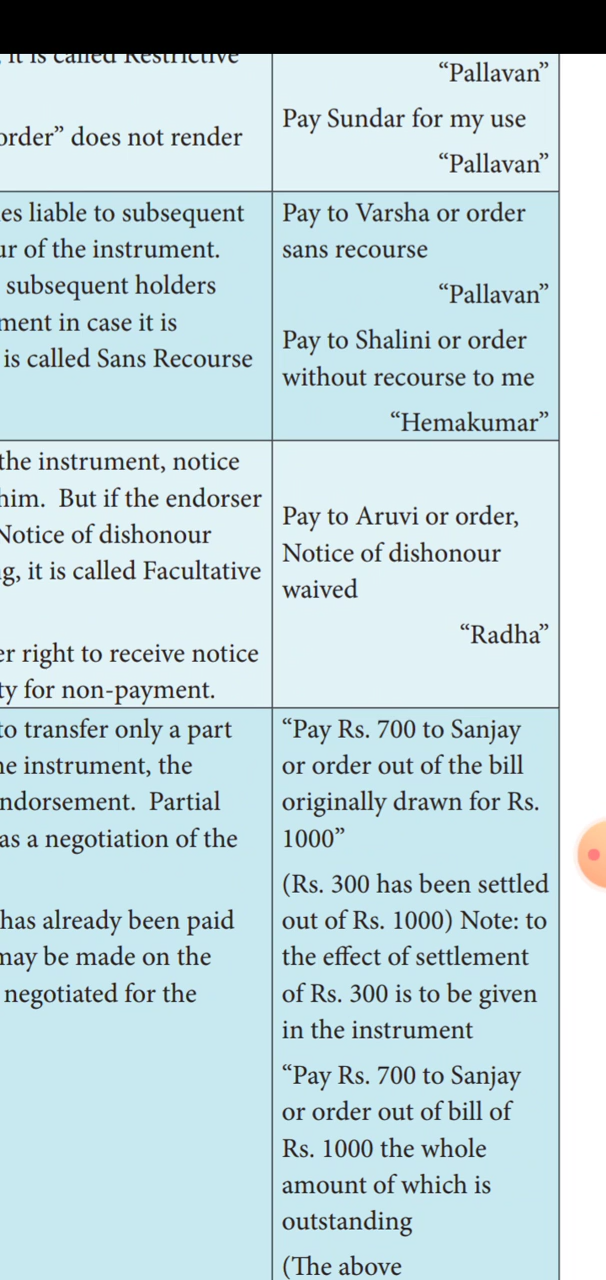 it is called Restrictive
order” does not render
“Pallavan”
Pay Sundar for my use
“Pallavan”
es liable to subsequent
ur of the instrument.
subsequent holders
ment in case it is
is called Sans Recourse
Pay to Varsha or order
sans recourse
“Pallavan”
Pay to Shalini or order
without recourse to me
“Hemakumar”
the instrument, notice
him. But if the endorser
Notice of dishonour
g, it is called Facultative
er right to receive notice
ty for non-payment.
Pay to Aruvi or order,
Notice of dishonour
waived
“Radha”
to transfer only a part
he instrument, the
ndorsement. Partial
as a negotiation of the
has already been paid
may be made on the
negotiated for the
“Pay Rs. 700 to Sanjay
or order out of the bill
originally drawn for Rs.
1000”
(Rs. 300 has been settled
out of Rs. 1000) Note: to
the effect of settlement
of Rs. 300 is to be given
in the instrument
“Pay Rs. 700 to Sanjay
or order out of bill of
Rs. 1000 the whole
amount of which is
outstanding
(The above